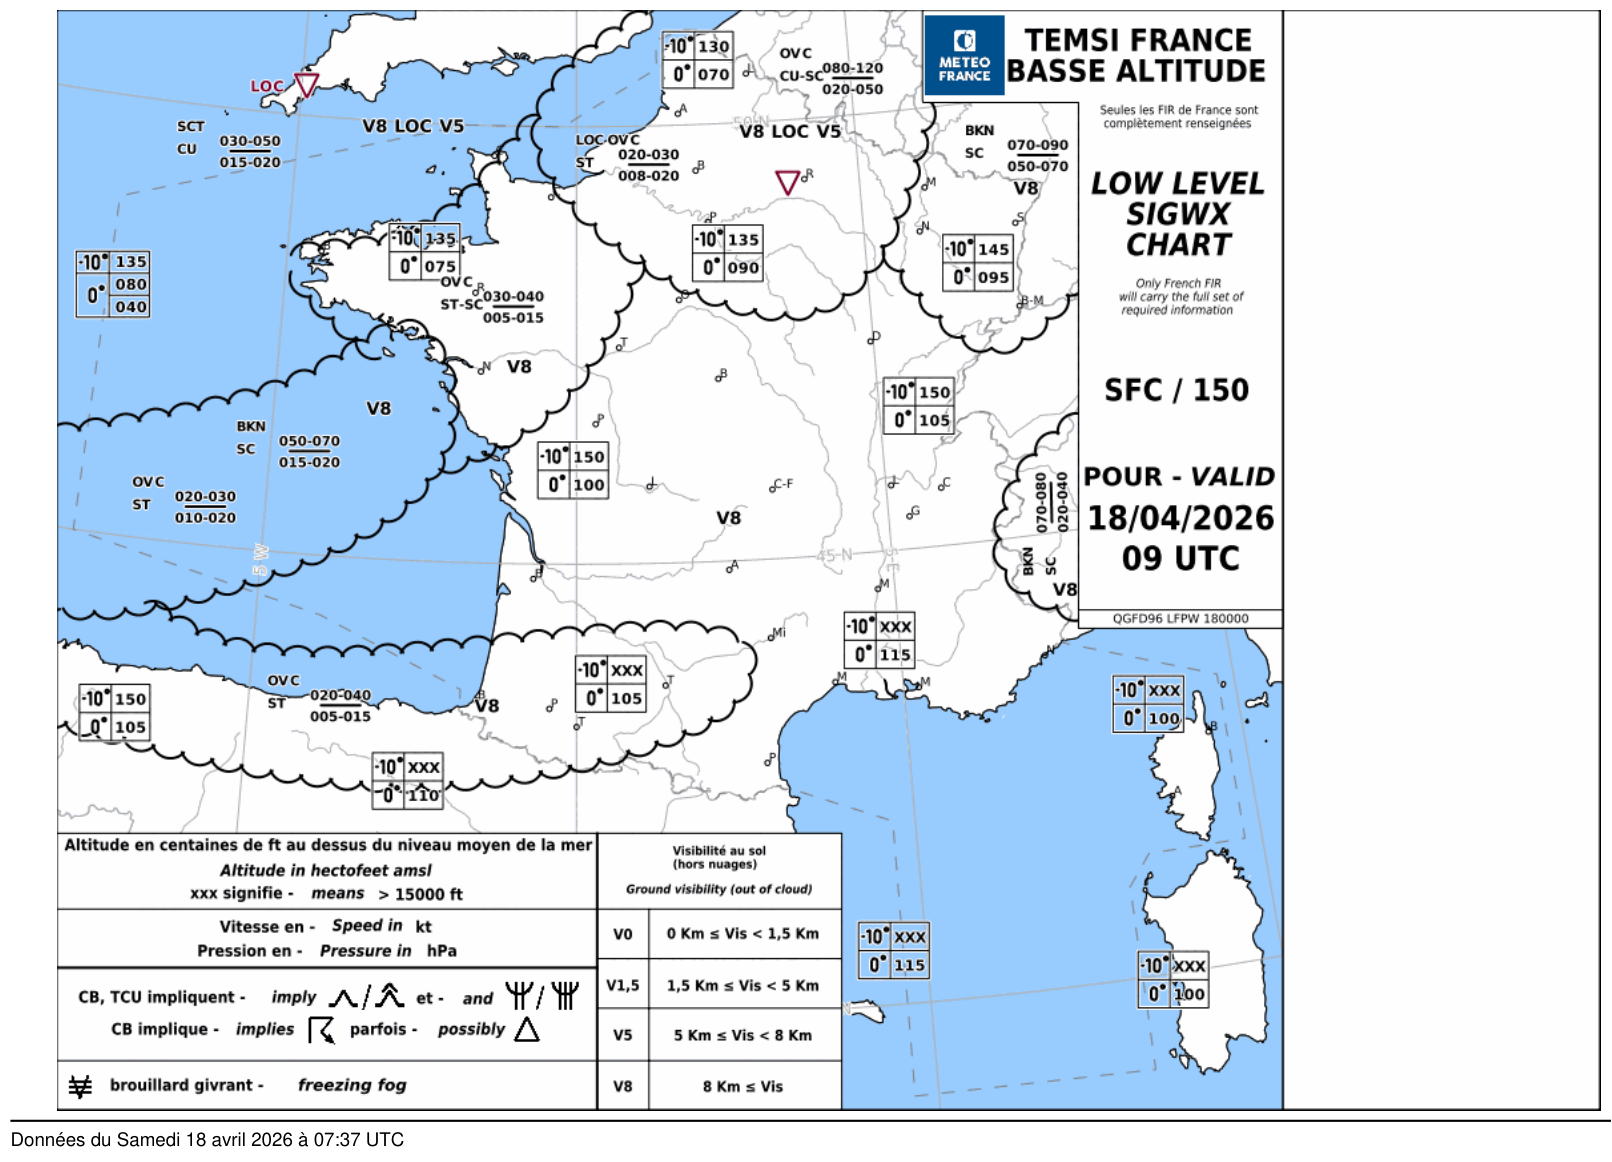 METEO
FRANCE
TEMSI FRANCE
BASSE ALTITUDE
Seules les FIR de France sont
complètement renseignées
LOW LEVEL
SIGWX
CHART
Only French FIR
will carry the full set of
required information
SFC / 150
POUR - VALID
18/04/2026
09 UTC
QGFD96 LFPW 180000
LOC
SCT
CU
030-050
015-020
V8 LOC V5
-10° 130
0° 070
OVC
CU-SC
080-120
020-050
50 N
V8 LOC V5
LOC-OVC
ST
020-030
008-020
BKN
SC
070-090
050-070
V8
-10° 135
0° 080
040
-10° 135
0° 075
OVC
ST-SC
030-040
005-015
-10° 135
0° 090
-10° 145
0° 095
V8
V8
BKN
SC
050-070
015-020
OVC
ST
020-030
010-020
5 W
-10° 150
0° 105
-10° 150
0° 100
V8
45 N
5 E
070-080
020-040
BKN
SC
V8
-10° XXX
0° 115
OVC
ST
020-040
005-015
V8
-10° XXX
0° 105
-10° 150
0° 105
-10° XXX
0° 110
-10° XXX
0° 100
-10° XXX
0° 115
-10° XXX
0° 100
L
A
B
R
P
M
N
S
B-M
O
T
D
B
R
N
P
L
C-F
L
C
G
A
B
M
Mi
M
M
N
T
P
T
B
P
B
A
Altitude en centaines de ft au dessus du niveau moyen de la mer
Altitude in hectofeet amsl
xxx signifie - means > 15000 ft
Vitesse en - Speed in kt
Pression en - Pressure in hPa
CB, TCU impliquent - imply / et - and /
CB implique - implies parfois - possibly
brouillard givrant - freezing fog
Visibilité au sol
(hors nuages)
Ground visibility (out of cloud)
V0 0 Km ≤ Vis < 1,5 Km
V1,5 1,5 Km ≤ Vis < 5 Km
V5 5 Km ≤ Vis < 8 Km
V8 8 Km ≤ Vis
Données du Samedi 18 avril 2026 à 07:37 UTC